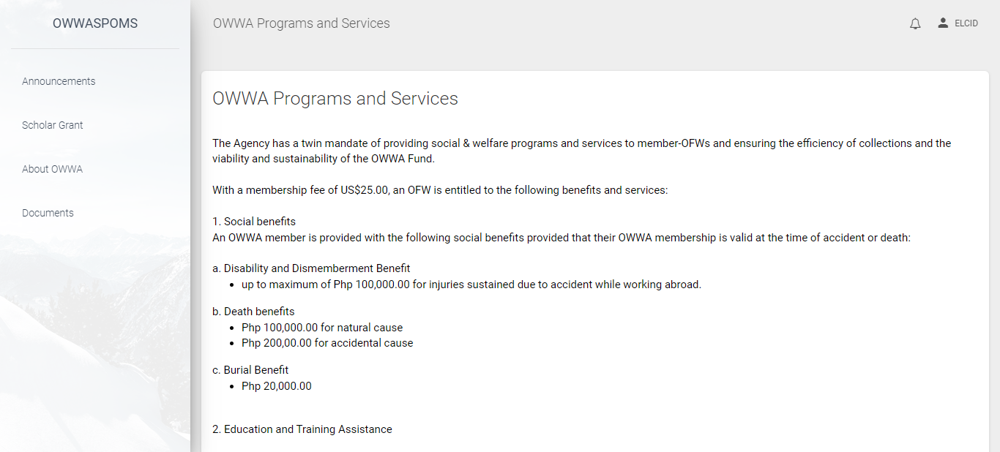 OWWASPOMS
OWWA Programs and Services
ELCID
Announcements
Scholar Grant
About OWWA
Documents
OWWA Programs and Services
The Agency has a twin mandate of providing social & welfare programs and services to member-OFWs and ensuring the efficiency of collections and the
viability and sustainability of the OWWA Fund.
With a membership fee of US$25.00, an OFW is entitled to the following benefits and services:
1. Social benefits
An OWWA member is provided with the following social benefits provided that their OWWA membership is valid at the time of accident or death:
a. Disability and Dismemberment Benefit
• up to maximum of Php 100,000.00 for injuries sustained due to accident while working abroad.
b. Death benefits
• Php 100,000.00 for natural cause
• Php 200,00.00 for accidental cause
c. Burial Benefit
• Php 20,000.00
2. Education and Training Assistance